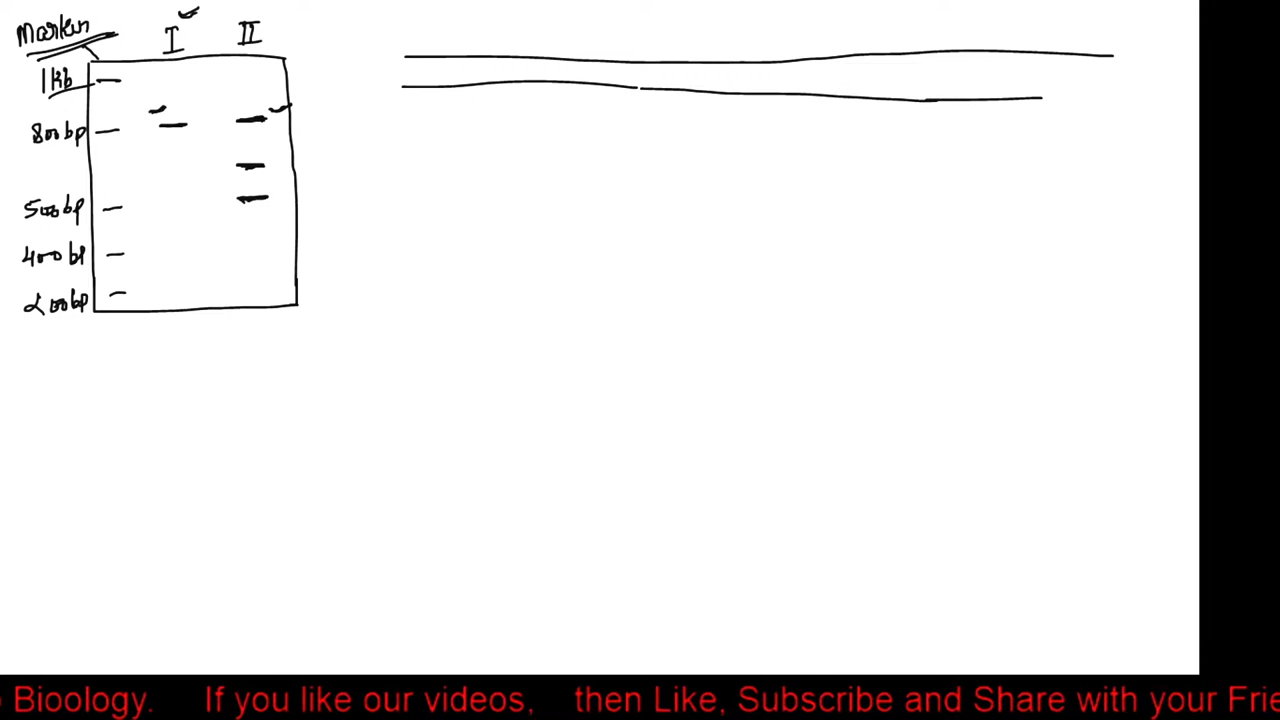 Marker I II
1kb
800bp
500bp
400bp
200bp
Bioology. If you like our videos, then Like, Subscribe and Share with your Frie